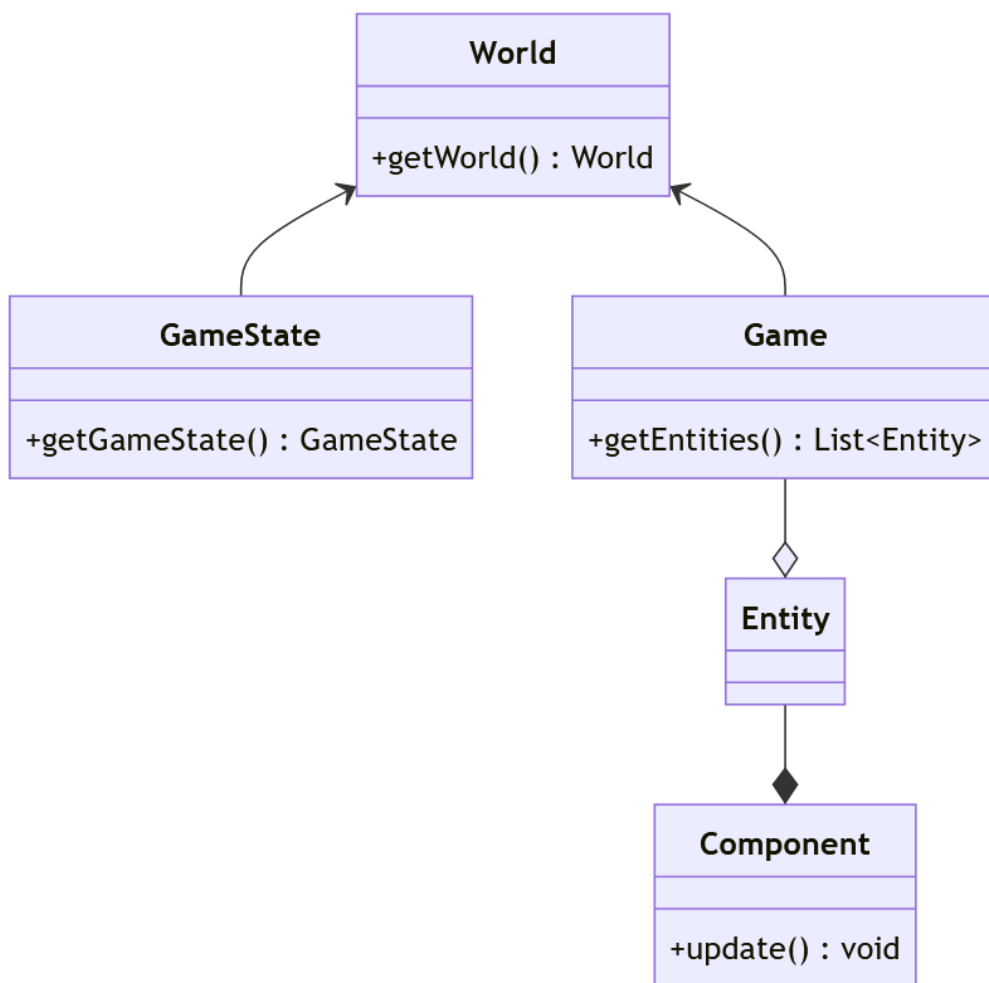 World
+getWorld() : World
GameState
Game
+getGameState() : GameState
+getEntities() : List<Entity>
Entity
Component
+update() : void